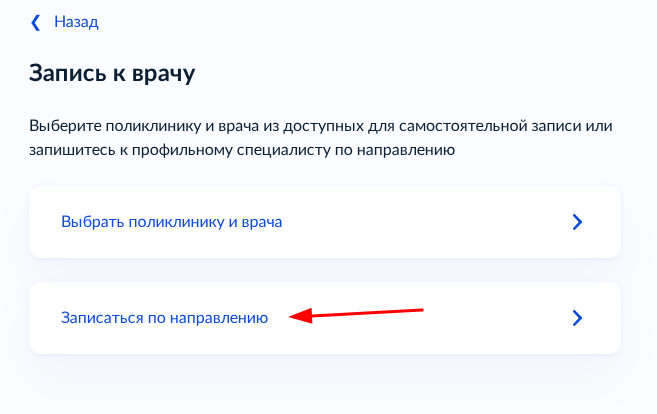 Назад
Запись к врачу
Выберите поликлинику и врача из доступных для самостоятельной записи или
запишитесь к профильному специалисту по направлению
Выбрать поликлинику и врача
Записаться по направлению